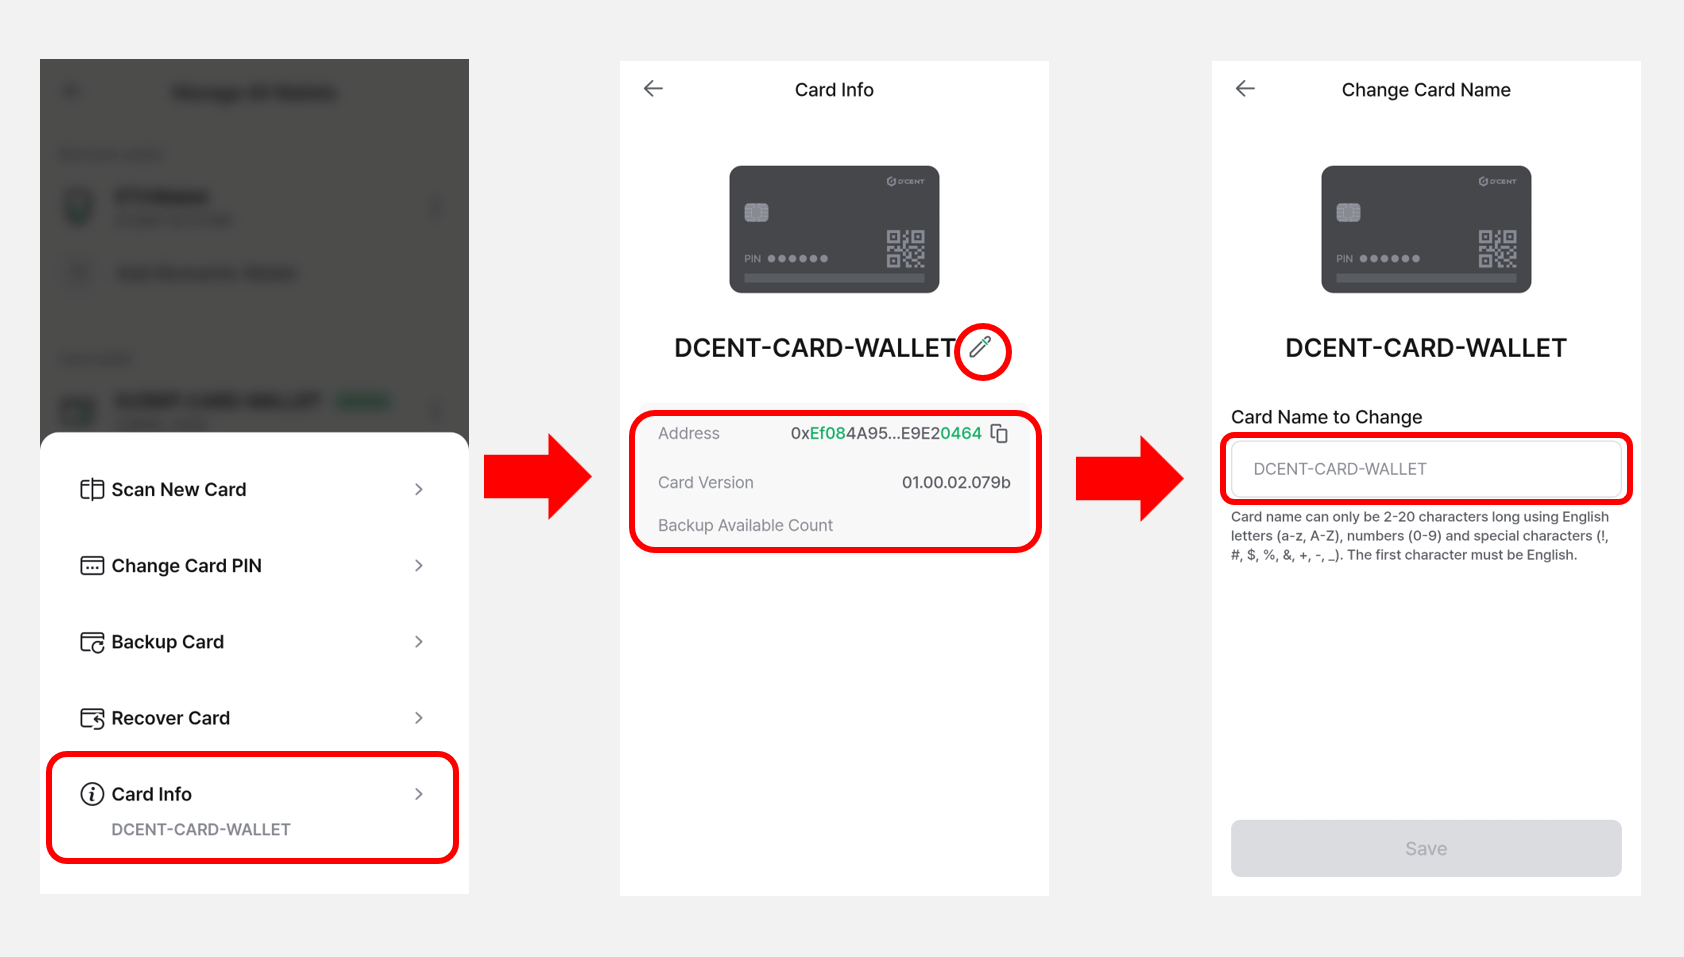 Scan New Card
Change Card PIN
Backup Card
Recover Card
Card Info
DCENT-CARD-WALLET
Card Info
D'CENT
PIN
DCENT-CARD-WALLET
Address 0xEf084A95...E9E20464
Card Version 01.00.02.079b
Backup Available Count
Change Card Name
D'CENT
PIN
DCENT-CARD-WALLET
Card Name to Change
DCENT-CARD-WALLET
Card name can only be 2-20 characters long using English
letters (a-z, A-Z), numbers (0-9) and special characters (!,
#, $, %, &, +, -, _). The first character must be English.
Save